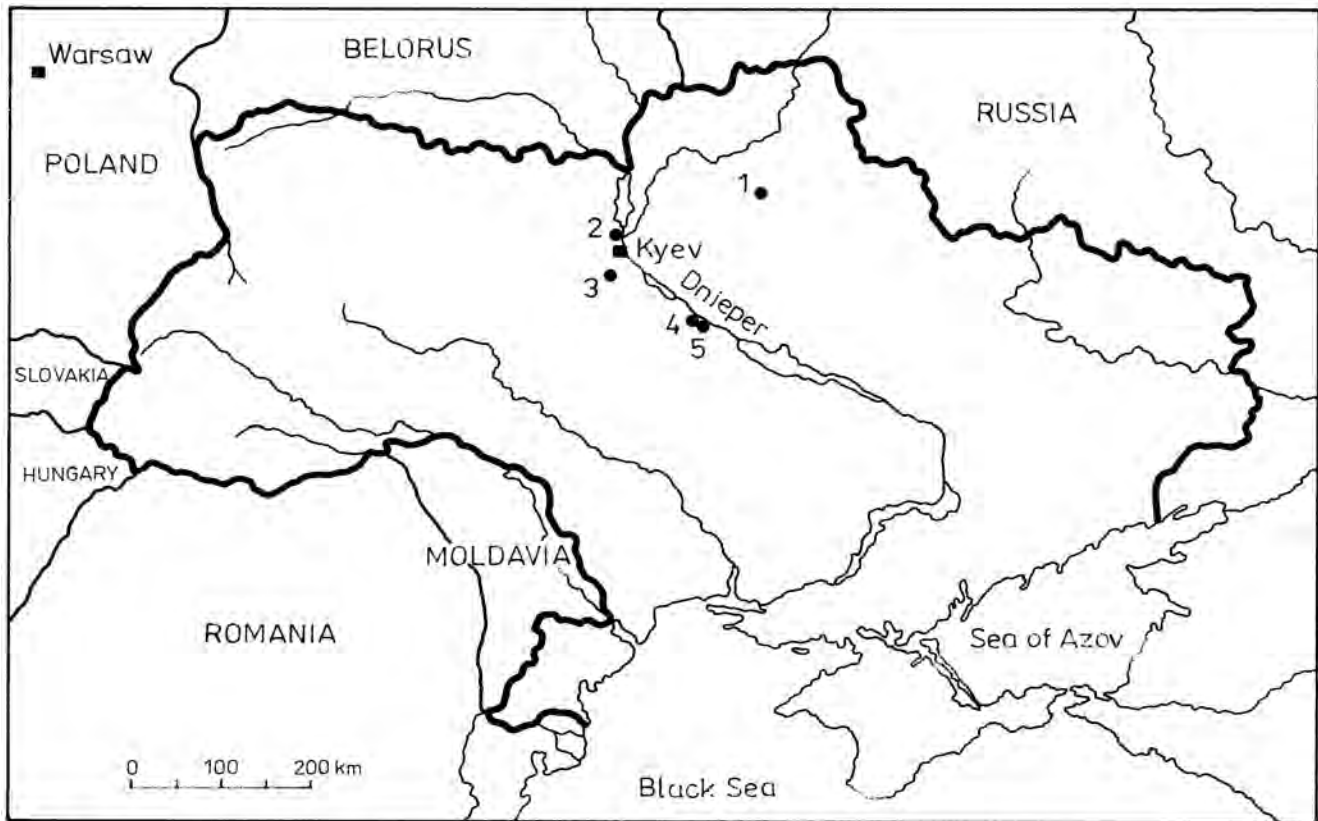 Warsaw
BELORUS
RUSSIA
POLAND
1
2
Kyev
3
Dnieper
4
5
SLOVAKIA
HUNGARY
MOLDAVIA
ROMANIA
Sea of Azov
0 100 200 km
Black Sea